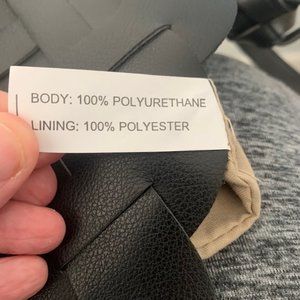 BODY: 100% POLYURETHANE
LINING: 100% POLYESTER